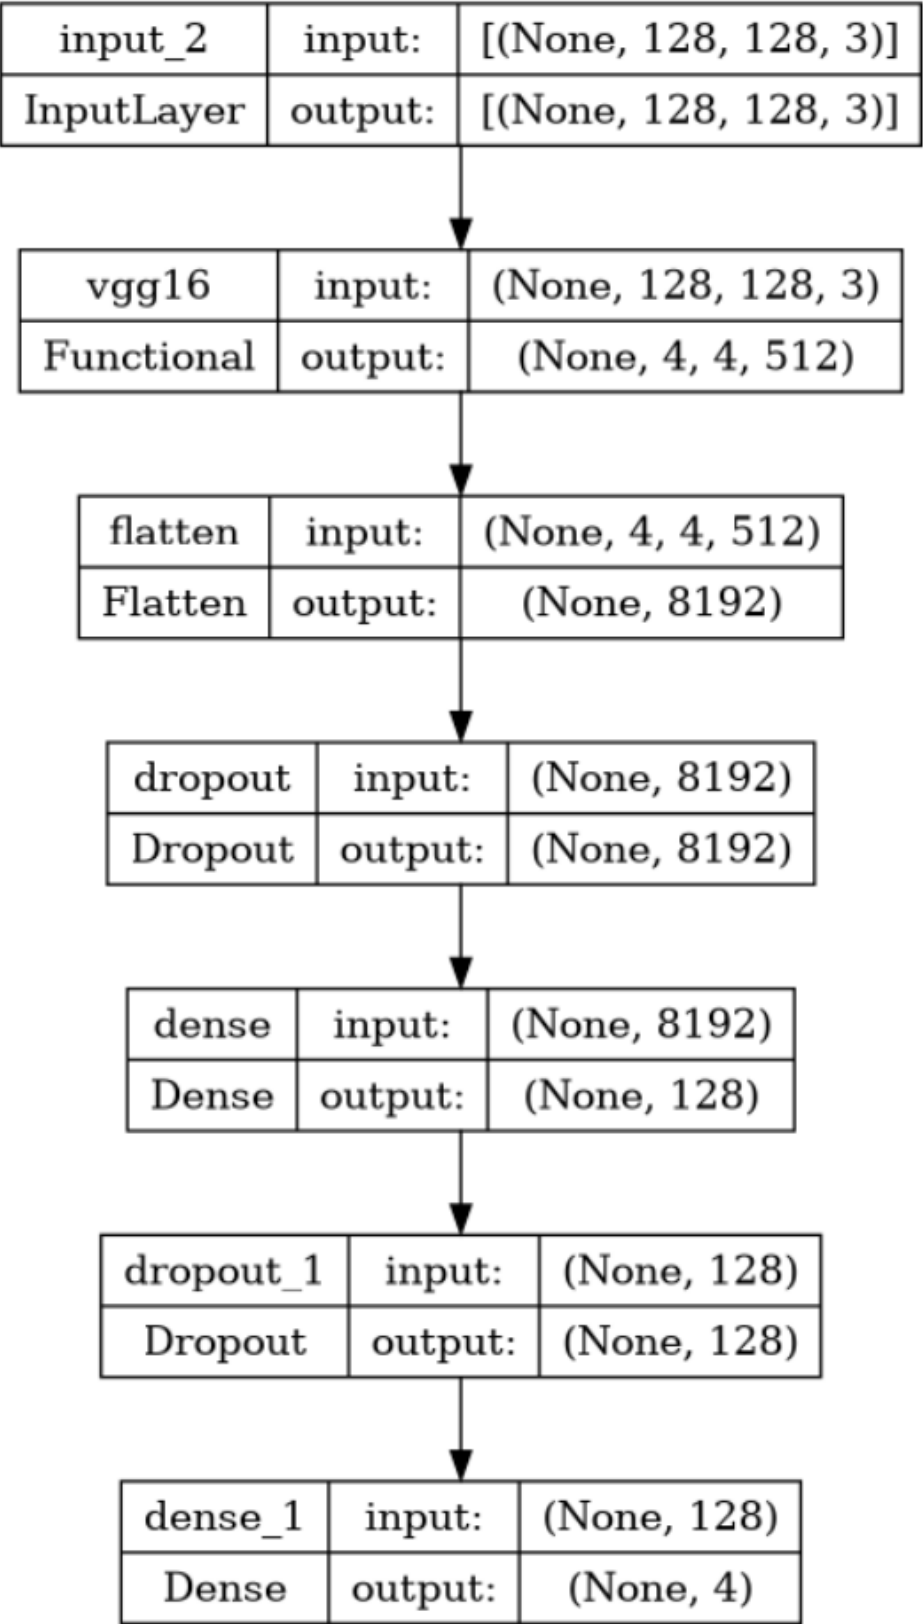 input_2 input: [(None, 128, 128, 3)]
InputLayer output: [(None, 128, 128, 3)]
vgg16 input: (None, 128, 128, 3)
Functional output: (None, 4, 4, 512)
flatten input: (None, 4, 4, 512)
Flatten output: (None, 8192)
dropout input: (None, 8192)
Dropout output: (None, 8192)
dense input: (None, 8192)
Dense output: (None, 128)
dropout_1 input: (None, 128)
Dropout output: (None, 128)
dense_1 input: (None, 128)
Dense output: (None, 4)